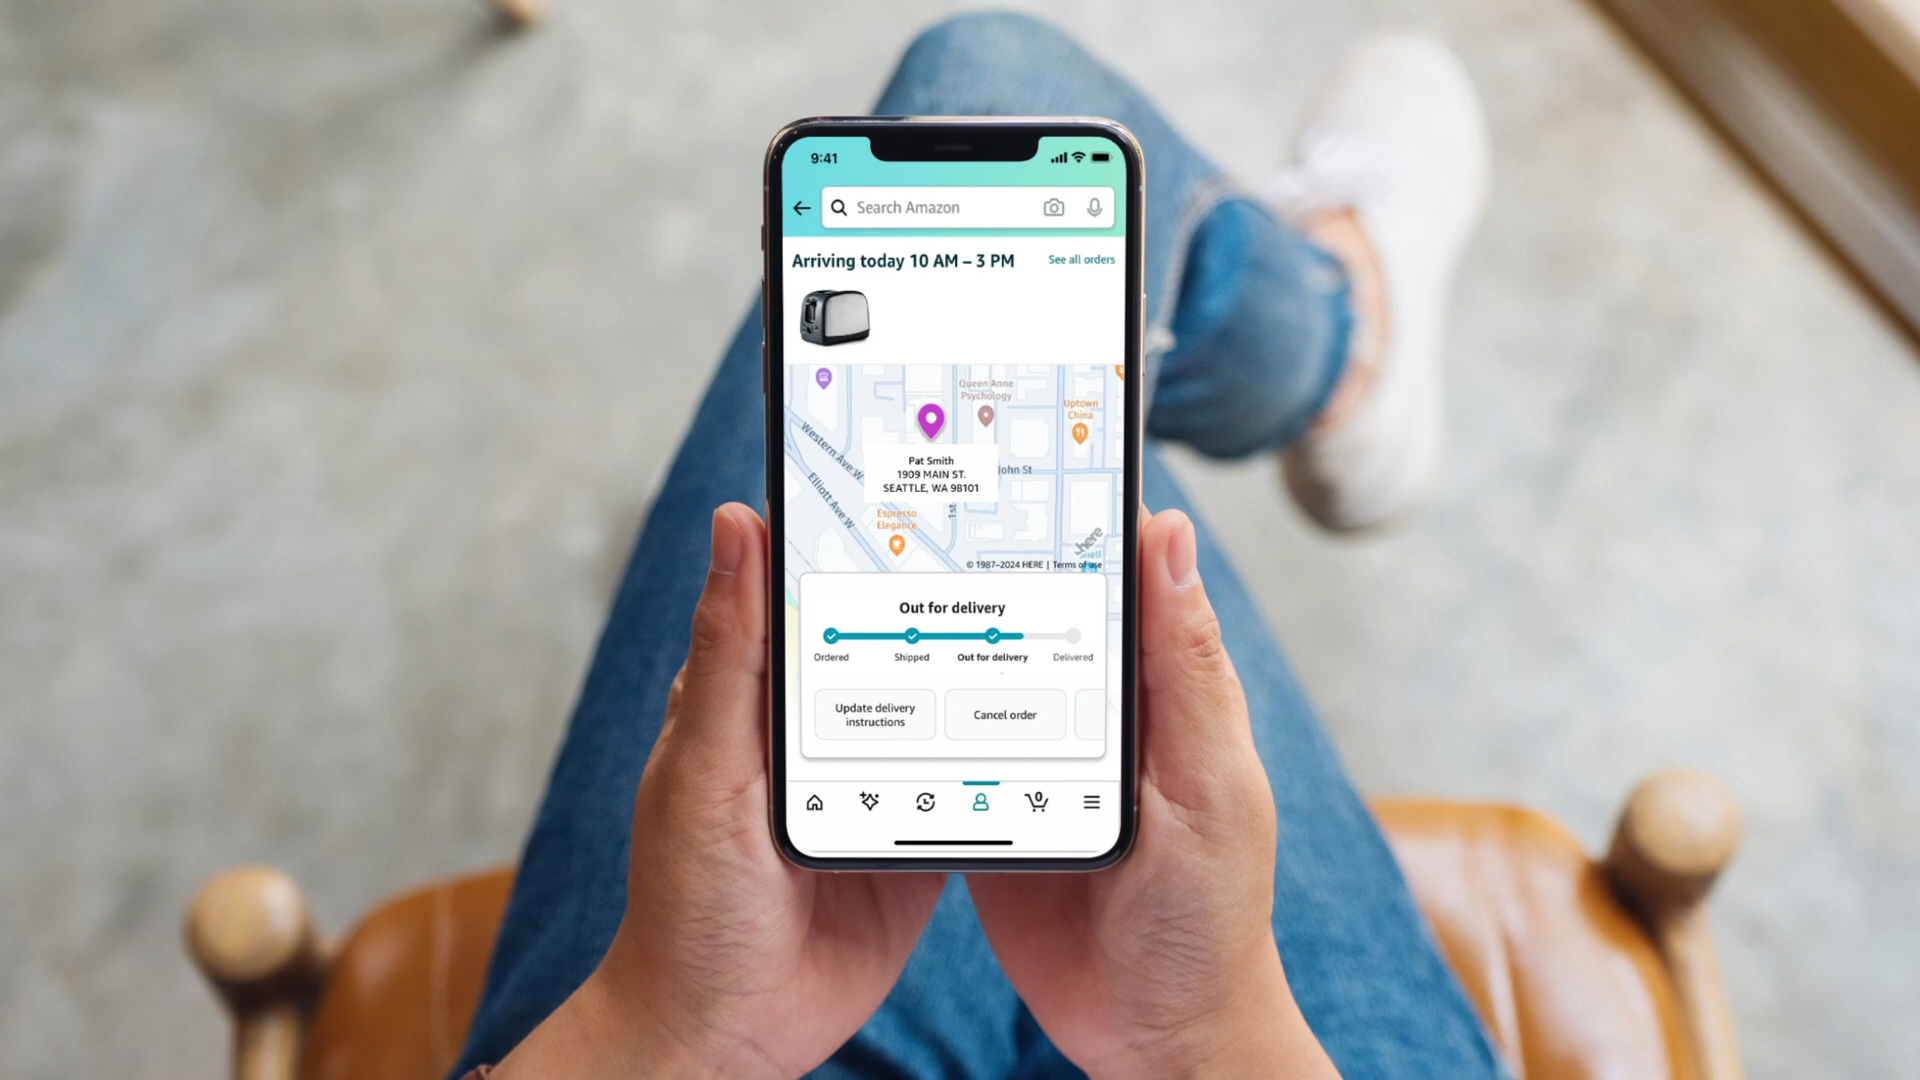 9:41
Search Amazon
Arriving today 10 AM – 3 PM
See all orders
Queen Anne
Psychology
Uptown
China
Western Ave W
Elliott Ave W
Pat Smith
1909 MAIN ST.
SEATTLE, WA 98101
John St
1st
Espresso
Elegance
here
Shell
© 1987–2024 HERE | Terms of use
Out for delivery
Ordered
Shipped
Out for delivery
Delivered
Update delivery
instructions
Cancel order
0